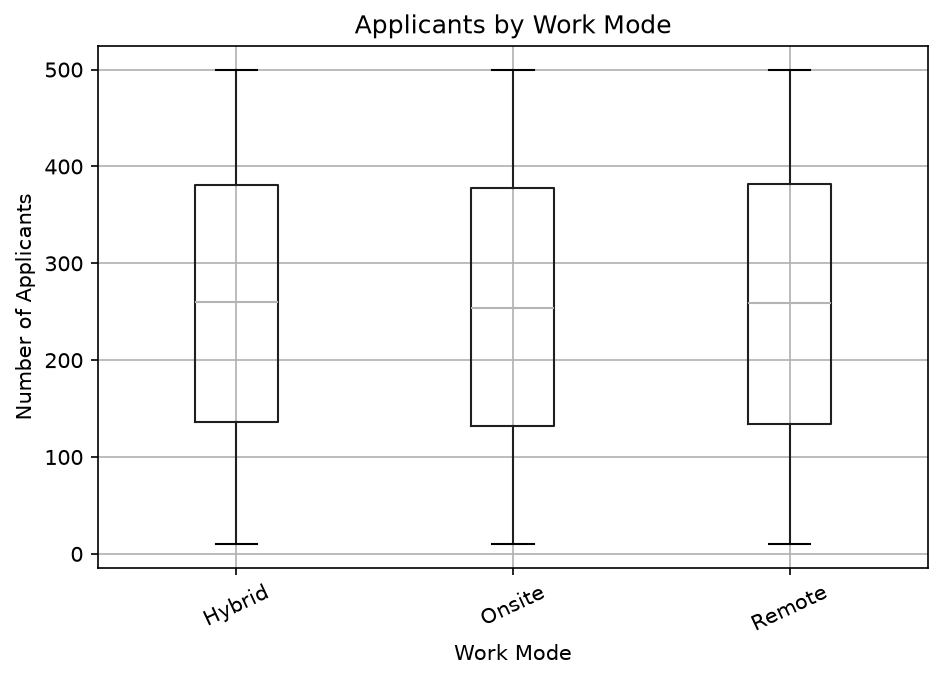 Applicants by Work Mode
Number of Applicants
500
400
300
200
100
0
Hybrid
Onsite
Remote
Work Mode